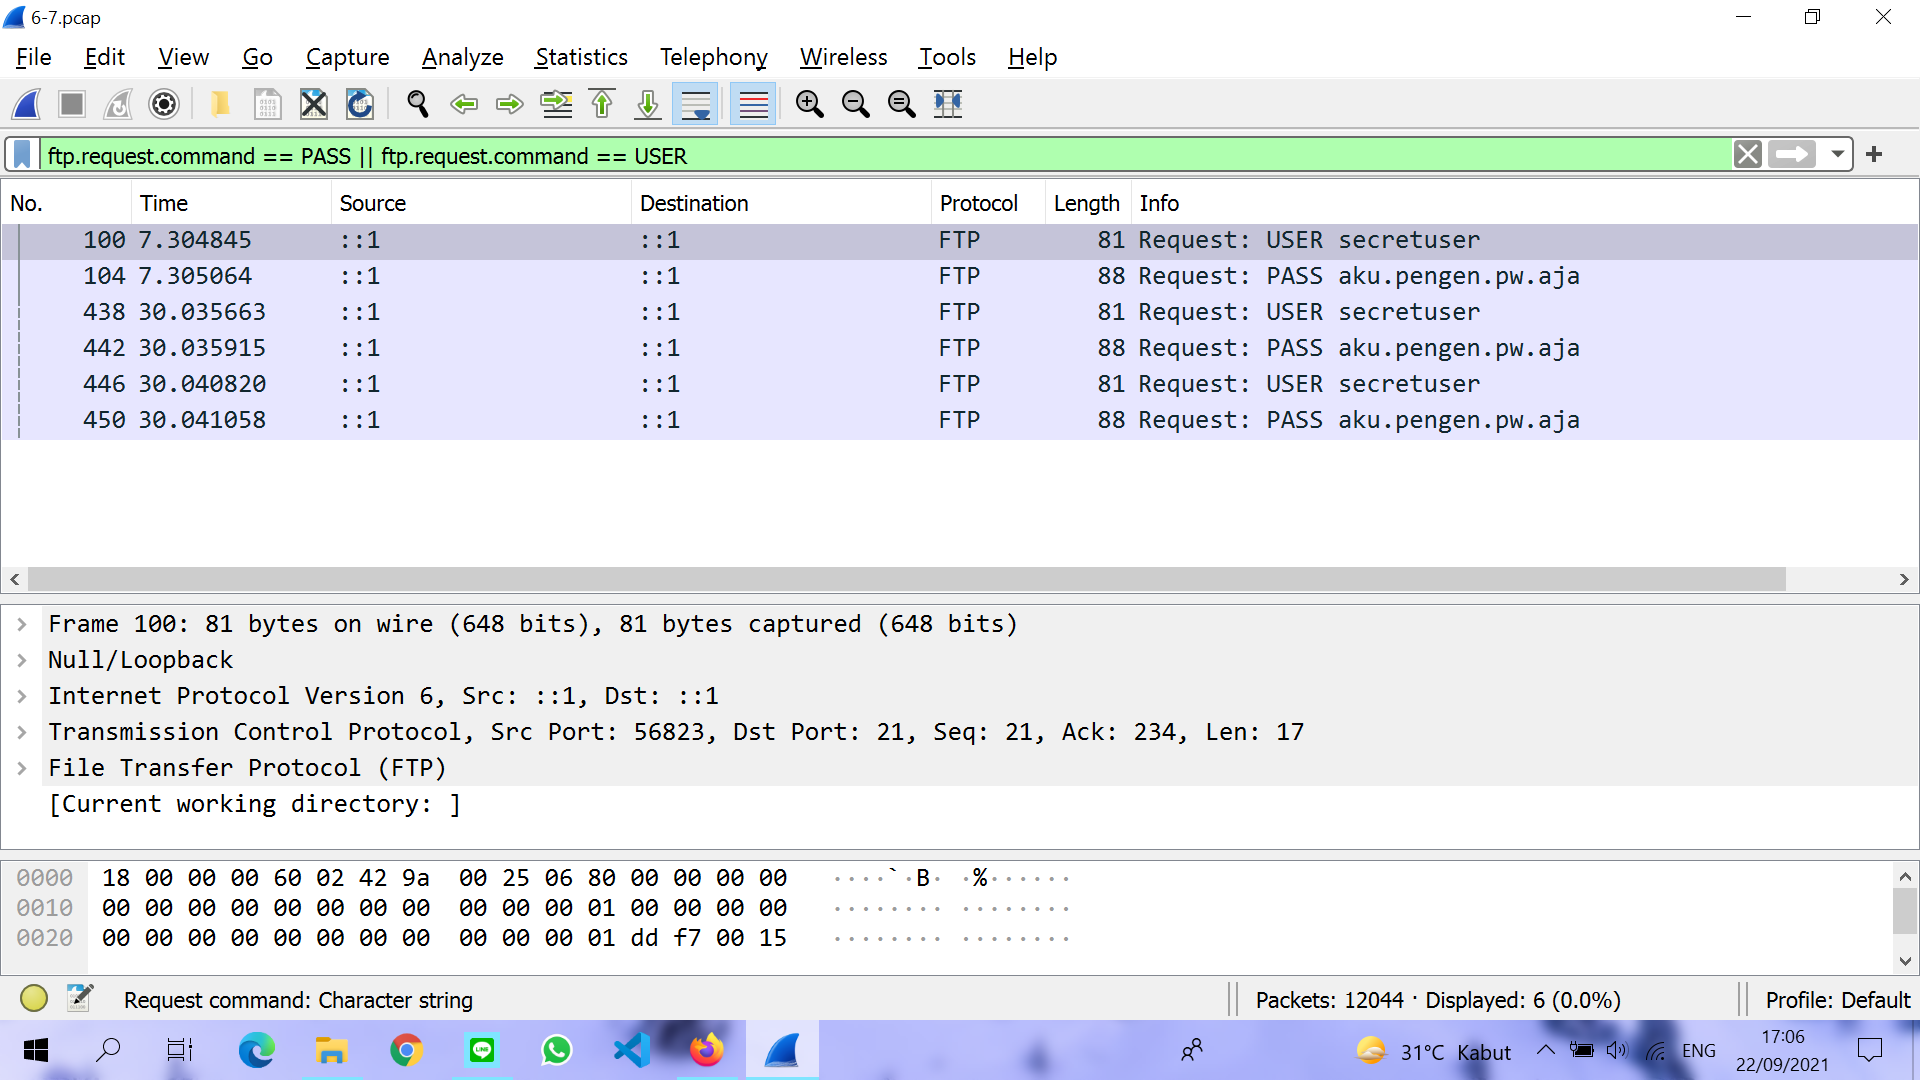 6-7.pcap
File Edit View Go Capture Analyze Statistics Telephony Wireless Tools Help
ftp.request.command == PASS || ftp.request.command == USER
No. Time Source Destination Protocol Length Info
100 7.304845 ::1 ::1 FTP 81 Request: USER secretuser
104 7.305064 ::1 ::1 FTP 88 Request: PASS aku.pengen.pw.aja
438 30.035663 ::1 ::1 FTP 81 Request: USER secretuser
442 30.035915 ::1 ::1 FTP 88 Request: PASS aku.pengen.pw.aja
446 30.040820 ::1 ::1 FTP 81 Request: USER secretuser
450 30.041058 ::1 ::1 FTP 88 Request: PASS aku.pengen.pw.aja
Frame 100: 81 bytes on wire (648 bits), 81 bytes captured (648 bits)
Null/Loopback
Internet Protocol Version 6, Src: ::1, Dst: ::1
Transmission Control Protocol, Src Port: 56823, Dst Port: 21, Seq: 21, Ack: 234, Len: 17
File Transfer Protocol (FTP)
[Current working directory: ]
0000 18 00 00 00 60 02 42 9a 00 25 06 80 00 00 00 00 ····`·B· ·%······
0010 00 00 00 00 00 00 00 00 00 00 00 01 00 00 00 00 ········ ········
0020 00 00 00 00 00 00 00 00 00 00 00 01 dd f7 00 15 ········ ········
Request command: Character string
Packets: 12044 · Displayed: 6 (0.0%)
Profile: Default
31°C Kabut
ENG
17:06
22/09/2021